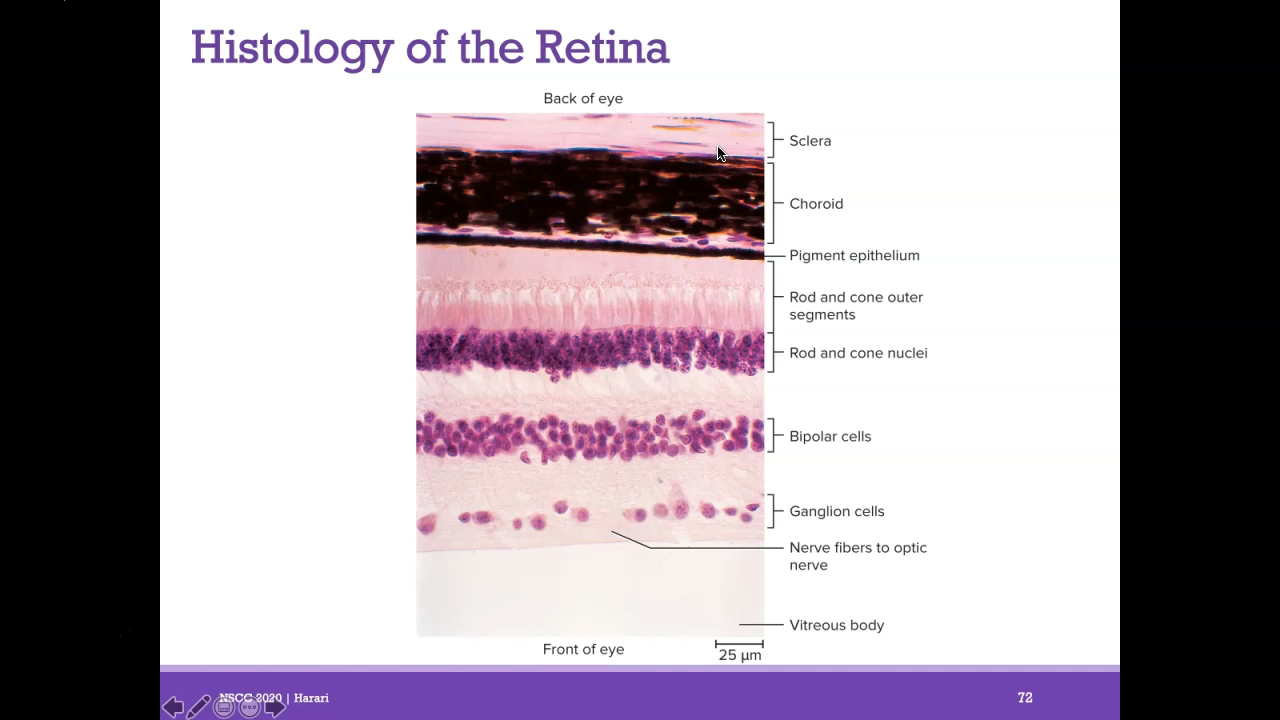 Histology of the Retina
Back of eye
Sclera
Choroid
Pigment epithelium
Rod and cone outer
segments
Rod and cone nuclei
Bipolar cells
Ganglion cells
Nerve fibers to optic
nerve
Vitreous body
Front of eye
25 µm
NSCC 2020 | Harari
72